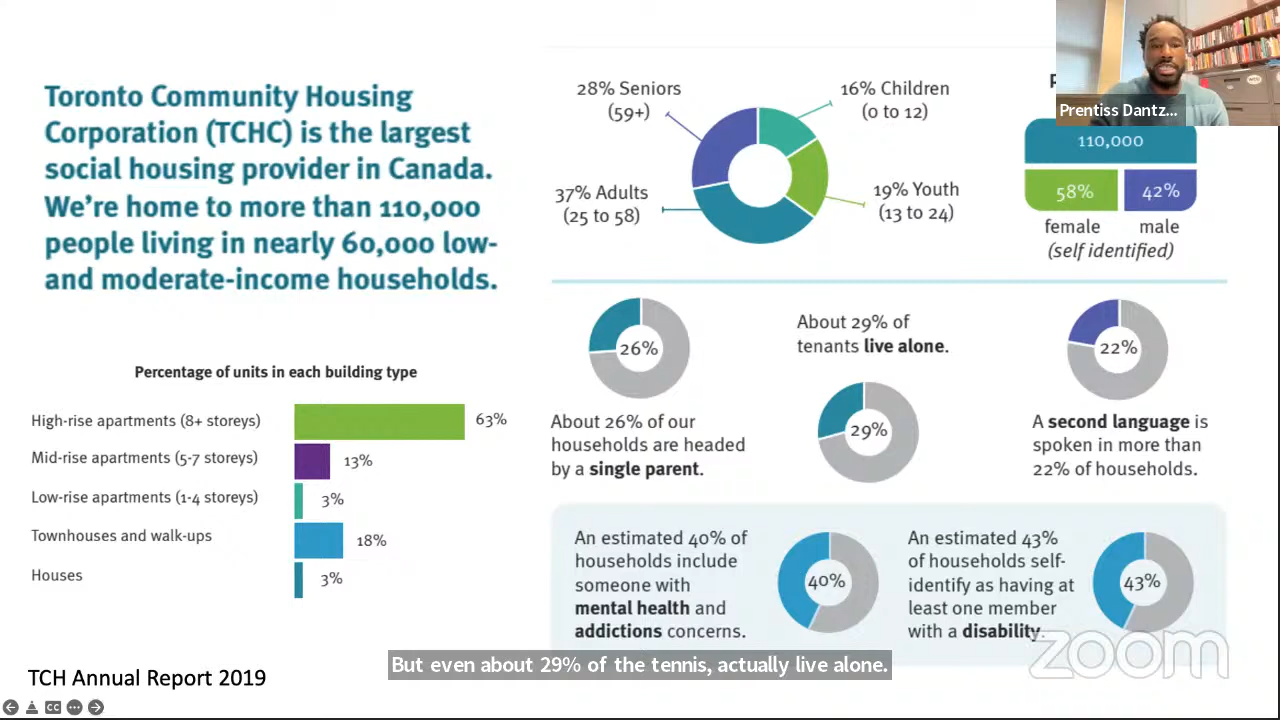 Toronto Community Housing
Corporation (TCHC) is the largest
social housing provider in Canada.
We're home to more than 110,000
people living in nearly 60,000 low-
and moderate-income households.
Percentage of units in each building type
High-rise apartments (8+ storeys)
63%
Mid-rise apartments (5-7 storeys)
13%
Low-rise apartments (1-4 storeys)
3%
Townhouses and walk-ups
18%
Houses
3%
TCH Annual Report 2019
28% Seniors
(59+)
16% Children
(0 to 12)
37% Adults
(25 to 58)
19% Youth
(13 to 24)
Prentiss Dantz...
110,000
58%
42%
female
male
(self identified)
26%
About 26% of our
households are headed
by a single parent.
About 29% of
tenants live alone.
29%
22%
A second language is
spoken in more than
22% of households.
An estimated 40% of
households include
someone with
mental health and
addictions concerns.
40%
An estimated 43%
of households self-
identify as having at
least one member
with a disability.
43%
zoom
But even about 29% of the tennis, actually live alone.
CC